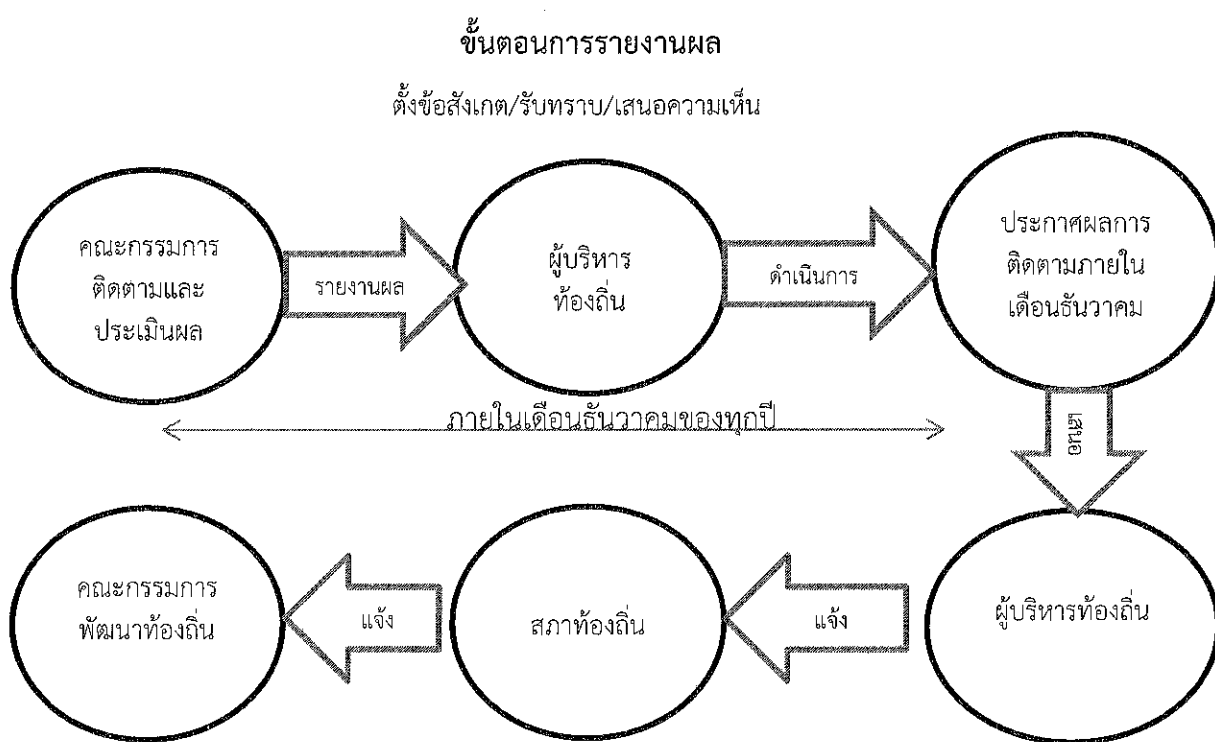 ขั้นตอนการรายงานผล
ตั้งข้อสังเกต/รับทราบ/เสนอความเห็น
คณะกรรมการ
ติดตามและ
ประเมินผล
รายงานผล
ผู้บริหาร
ท้องถิ่น
ดำเนินการ
ประกาศผลการ
ติดตามภายใน
เดือนธันวาคม
ภายในเดือนธันวาคมของทุกปี
เสนอ
คณะกรรมการ
พัฒนาท้องถิ่น
แจ้ง
สภาท้องถิ่น
แจ้ง
ผู้บริหารท้องถิ่น